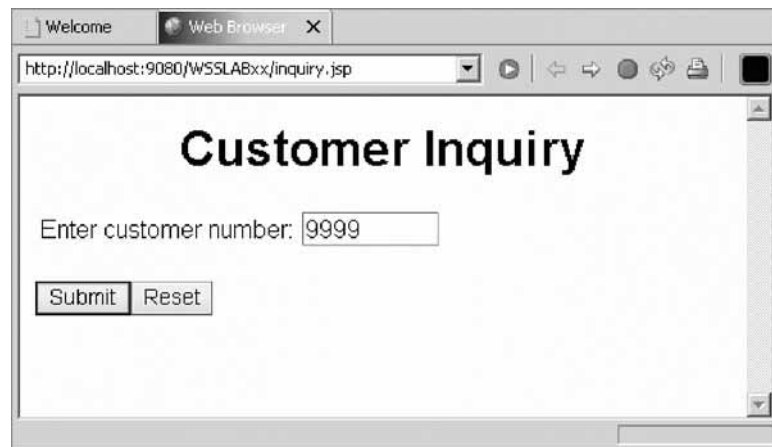 Welcome
Web Browser
http://localhost:9080/WSSLABxx/inquiry.jsp
Customer Inquiry
Enter customer number: 9999
Submit Reset